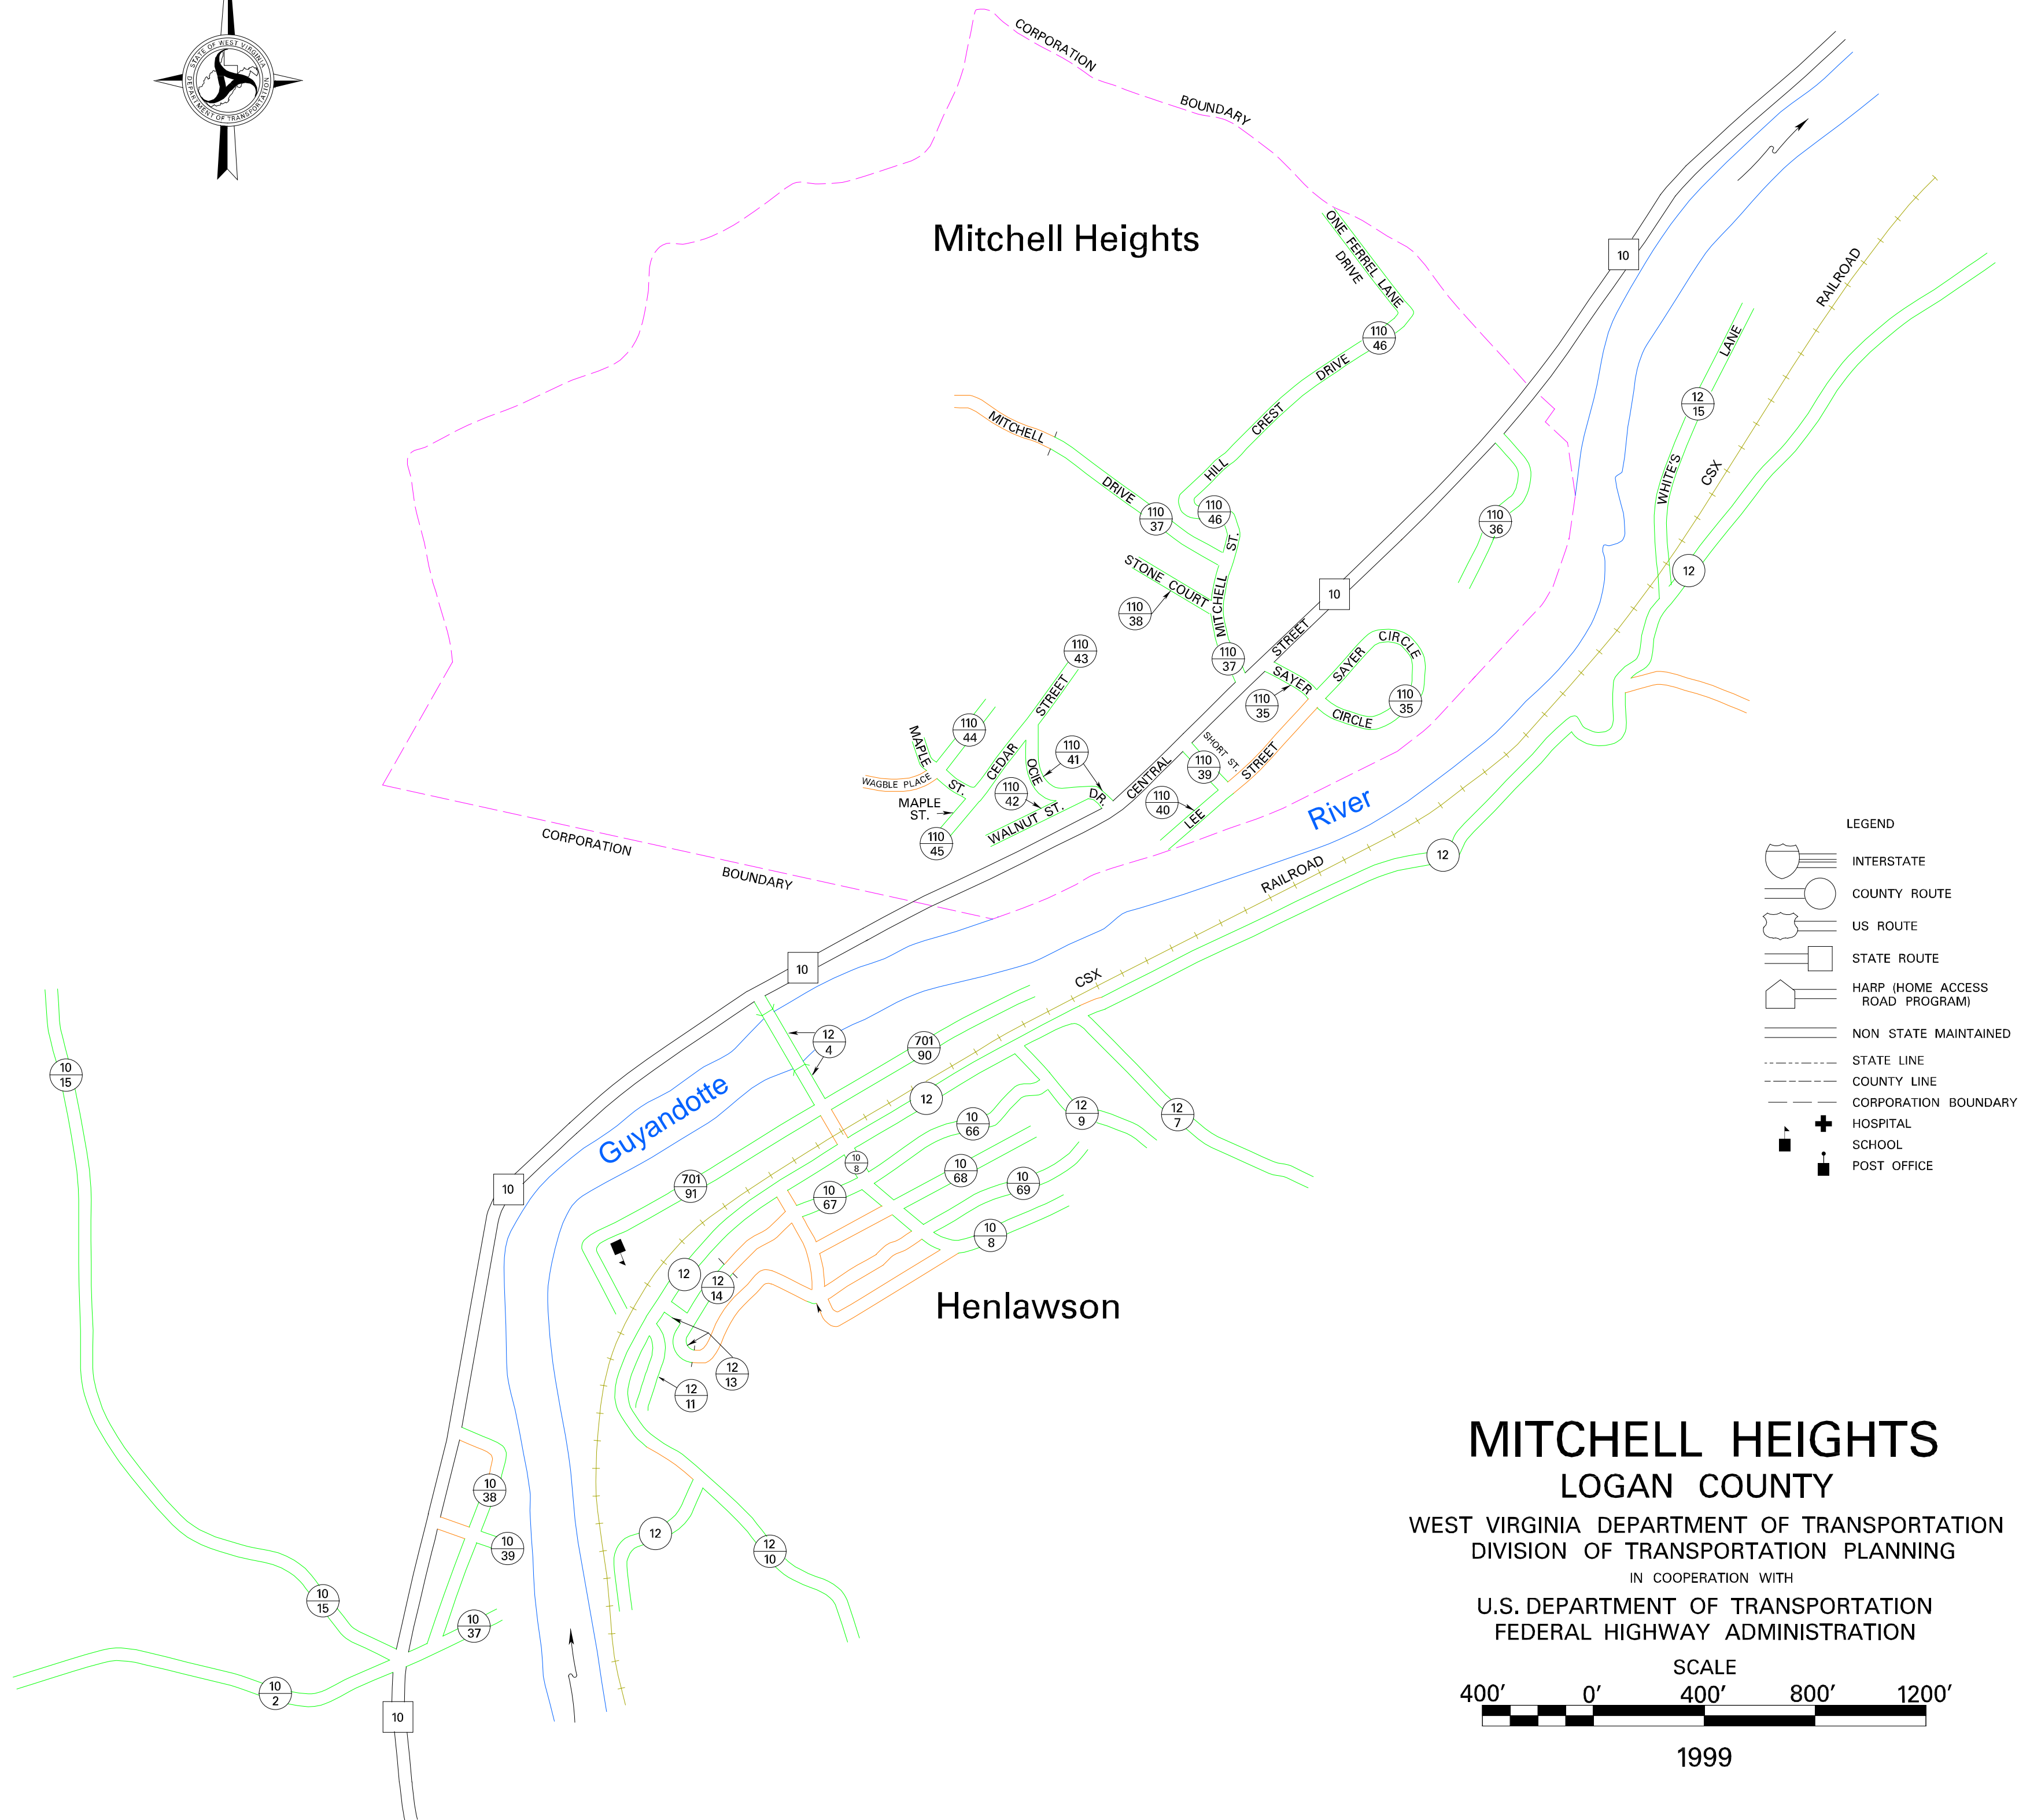 STATE OF WEST VIRGINIA
DEPARTMENT OF TRANSPORTATION
CORPORATION
BOUNDARY
Mitchell Heights
ONE FERREL LANE
DRIVE
10
RAILROAD
110
46
HILL CREST DRIVE
LANE
12
15
MITCHELL
DRIVE
WHITE'S
CSX
110
37
110
46
110
36
ST.
12
STONE COURT
MITCHELL
10
110
38
STREET
110
43
110
37
SAYER CIRCLE
SAYER
110
35
110
35
CIRCLE
STREET
MAPLE
110
44
SHORT ST.
110
41
CEDAR
OCIE
110
39
STREET
WAGBLE PLACE
ST.
110
42
DR.
CENTRAL
110
40
MAPLE
ST.
LEE
WALNUT ST.
River
110
45
CORPORATION
BOUNDARY
12
RAILROAD
LEGEND
INTERSTATE
COUNTY ROUTE
US ROUTE
STATE ROUTE
HARP (HOME ACCESS
ROAD PROGRAM)
NON STATE MAINTAINED
STATE LINE
COUNTY LINE
CORPORATION BOUNDARY
HOSPITAL
SCHOOL
POST OFFICE
10
CSX
12
4
701
90
10
15
Guyandotte
12
10
66
12
9
12
7
10
8
10
68
701
91
10
67
10
69
10
10
8
12
12
14
Henlawson
12
13
12
11
10
38
10
39
12
12
10
10
15
10
37
10
2
10
MITCHELL HEIGHTS
LOGAN COUNTY
WEST VIRGINIA DEPARTMENT OF TRANSPORTATION
DIVISION OF TRANSPORTATION PLANNING
IN COOPERATION WITH
U.S. DEPARTMENT OF TRANSPORTATION
FEDERAL HIGHWAY ADMINISTRATION
SCALE
400' 0' 400' 800' 1200'
1999